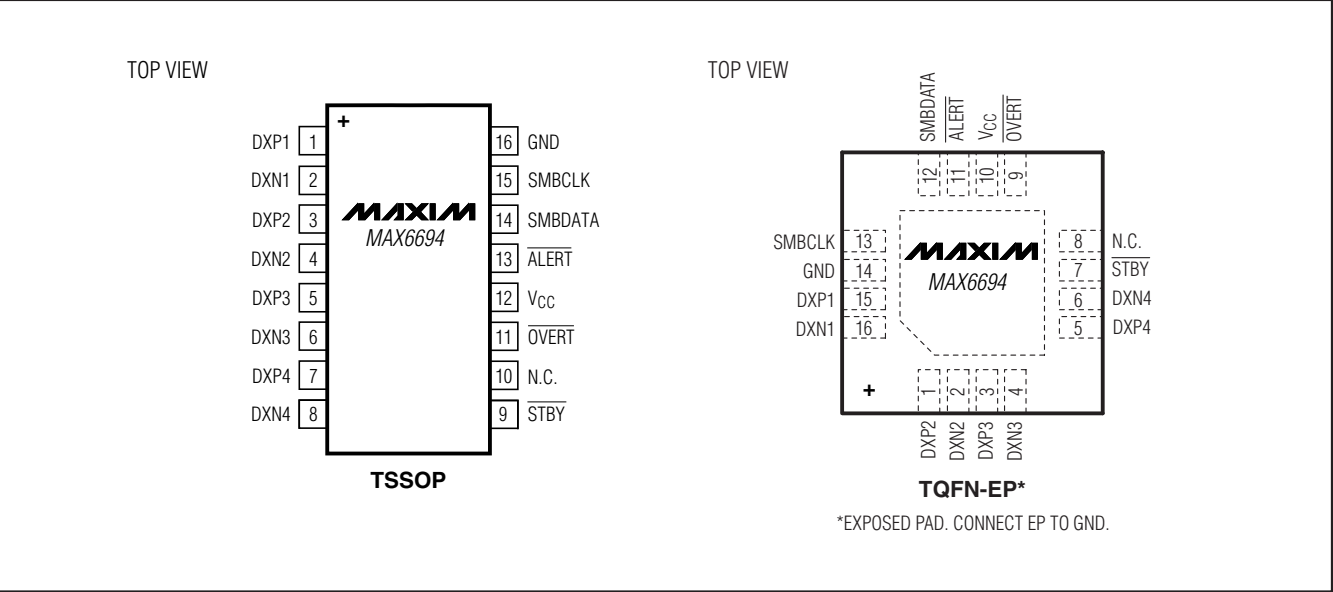 TOP VIEW
+
DXP1 1
DXN1 2
DXP2 3
DXN2 4
DXP3 5
DXN3 6
DXP4 7
DXN4 8
MAXIM
MAX6694
16 GND
15 SMBCLK
14 SMBDATA
13 ALERT
12 VCC
11 OVERT
10 N.C.
9 STBY
TSSOP
TOP VIEW
SMBDATA ALERT VCC OVERT
12 11 10 9
SMBCLK 13
GND 14
DXP1 15
DXN1 16
MAXIM
MAX6694
8 N.C.
7 STBY
6 DXN4
5 DXP4
+
1 2 3 4
DXP2 DXN2 DXP3 DXN3
TQFN-EP*
*EXPOSED PAD. CONNECT EP TO GND.